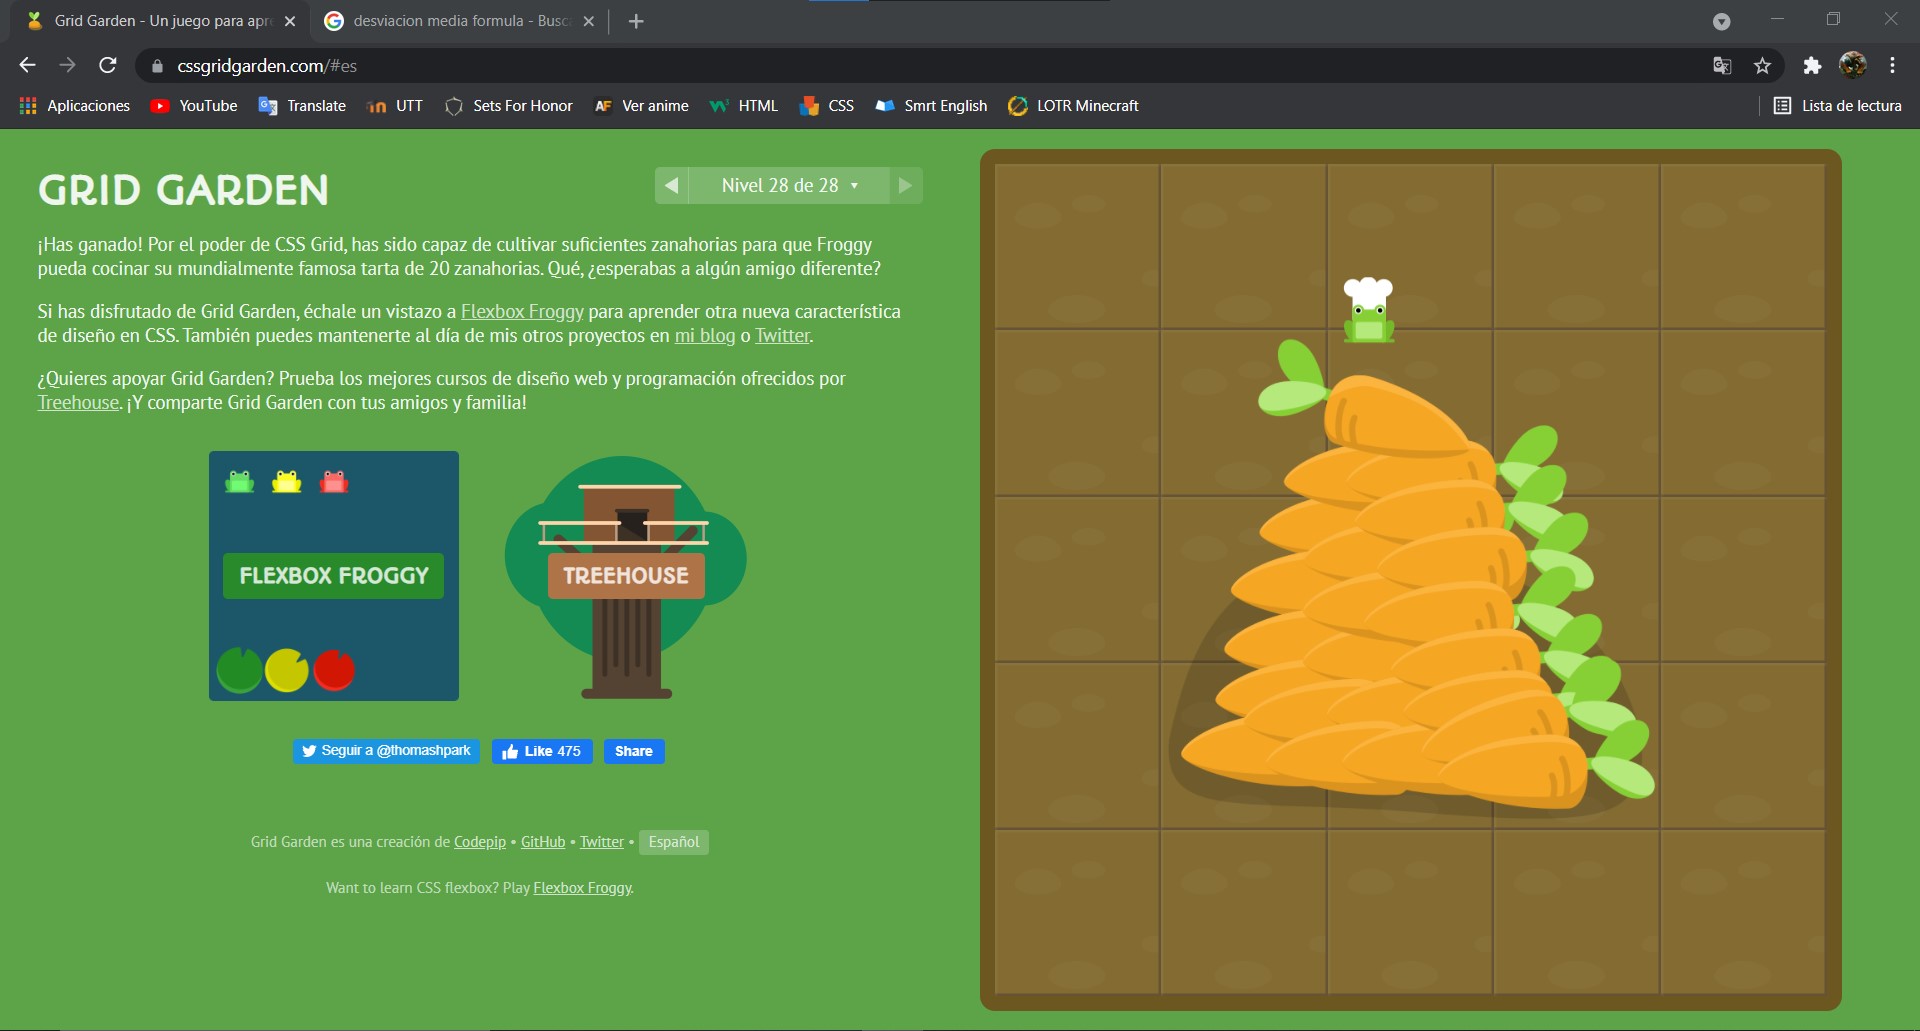 Grid Garden - Un juego para apre
desviacion media formula - Busc
cssgridgarden.com/#es
Aplicaciones YouTube Translate UTT Sets For Honor AF Ver anime HTML CSS Smrt English LOTR Minecraft Lista de lectura
GRID GARDEN
Nivel 28 de 28
¡Has ganado! Por el poder de CSS Grid, has sido capaz de cultivar suficientes zanahorias para que Froggy
pueda cocinar su mundialmente famosa tarta de 20 zanahorias. Qué, ¿esperabas a algún amigo diferente?
Si has disfrutado de Grid Garden, échale un vistazo a Flexbox Froggy para aprender otra nueva característica
de diseño en CSS. También puedes mantenerte al día de mis otros proyectos en mi blog o Twitter.
¿Quieres apoyar Grid Garden? Prueba los mejores cursos de diseño web y programación ofrecidos por
Treehouse. ¡Y comparte Grid Garden con tus amigos y familia!
FLEXBOX FROGGY
TREEHOUSE
Seguir a @thomashpark Like 475 Share
Grid Garden es una creación de Codepip • GitHub • Twitter • Español
Want to learn CSS flexbox? Play Flexbox Froggy.